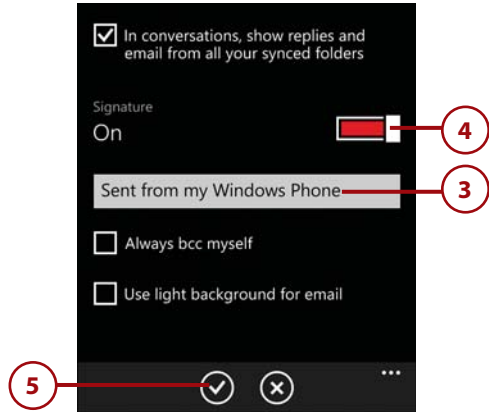 In conversations, show replies and
email from all your synced folders
Signature
On
4
Sent from my Windows Phone
3
Always bcc myself
Use light background for email
...
5